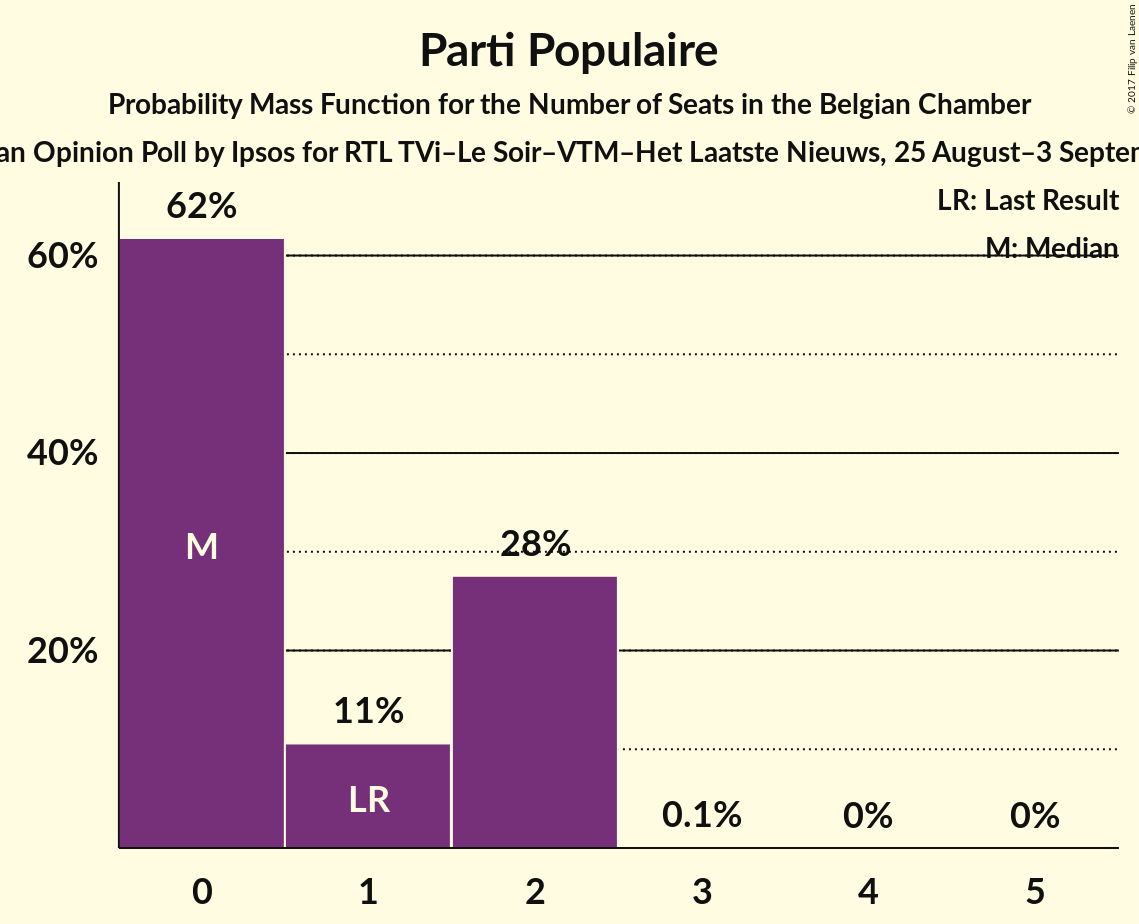 Parti Populaire
Probability Mass Function for the Number of Seats in the Belgian Chamber
an Opinion Poll by Ipsos for RTL TVi–Le Soir–VTM–Het Laatste Nieuws, 25 August–3
© 2017 Filip van Laenen
LR: Last Result
M: Median
62%
60%
40%
20%
M
11%
LR
28%
0.1%
0%
0%
0
1
2
3
4
5